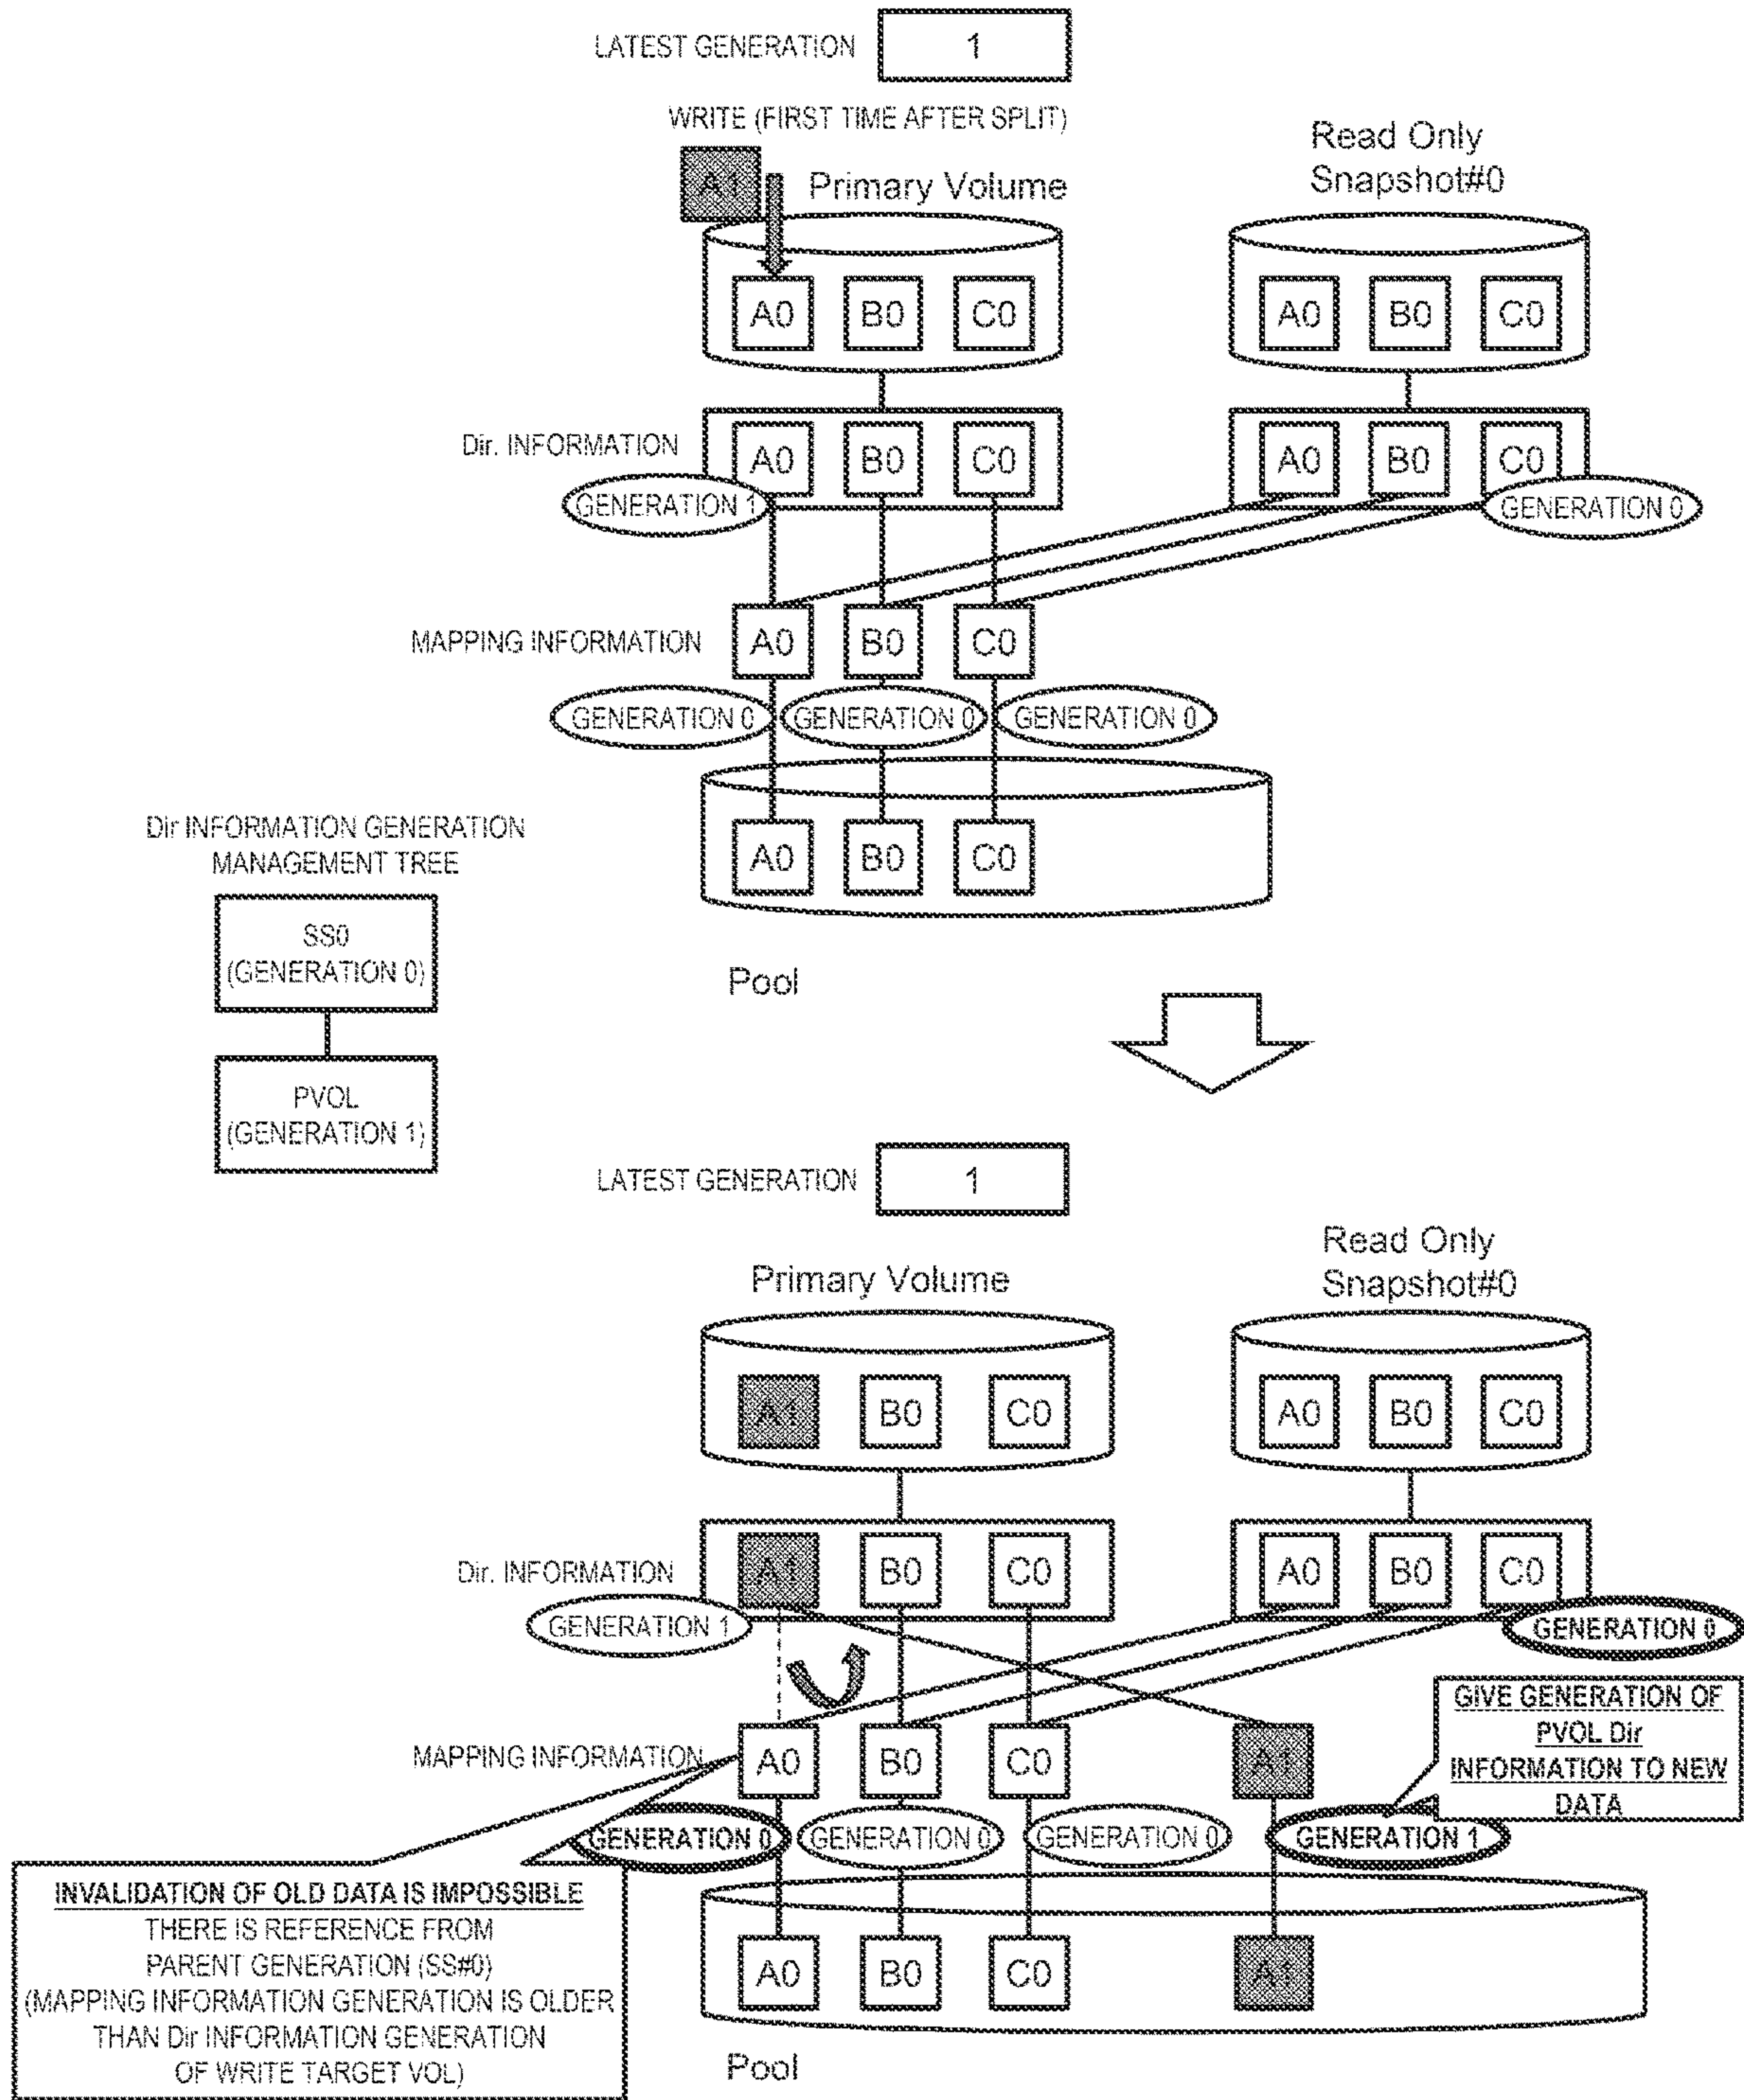 LATEST GENERATION 1
WRITE (FIRST TIME AFTER SPLIT)
A1
Primary Volume
Read Only
Snapshot#0
A0 B0 C0
A0 B0 C0
Dir. INFORMATION
A0 B0 C0
A0 B0 C0
GENERATION 1
GENERATION 0
MAPPING INFORMATION
A0 B0 C0
GENERATION 0
GENERATION 0
GENERATION 0
A0 B0 C0
Pool
Dir INFORMATION GENERATION
MANAGEMENT TREE
SS0
(GENERATION 0)
PVOL
(GENERATION 1)
LATEST GENERATION 1
Primary Volume
Read Only
Snapshot#0
A1 B0 C0
A0 B0 C0
Dir. INFORMATION
A1 B0 C0
A0 B0 C0
GENERATION 1
GENERATION 0
MAPPING INFORMATION
A0 B0 C0 A1
GIVE GENERATION OF
PVOL Dir
INFORMATION TO NEW
DATA
GENERATION 0
GENERATION 0
GENERATION 0
GENERATION 1
INVALIDATION OF OLD DATA IS IMPOSSIBLE
THERE IS REFERENCE FROM
PARENT GENERATION (SS#0)
(MAPPING INFORMATION GENERATION IS OLDER
THAN Dir INFORMATION GENERATION
OF WRITE TARGET VOL)
A0 B0 C0 A1
Pool